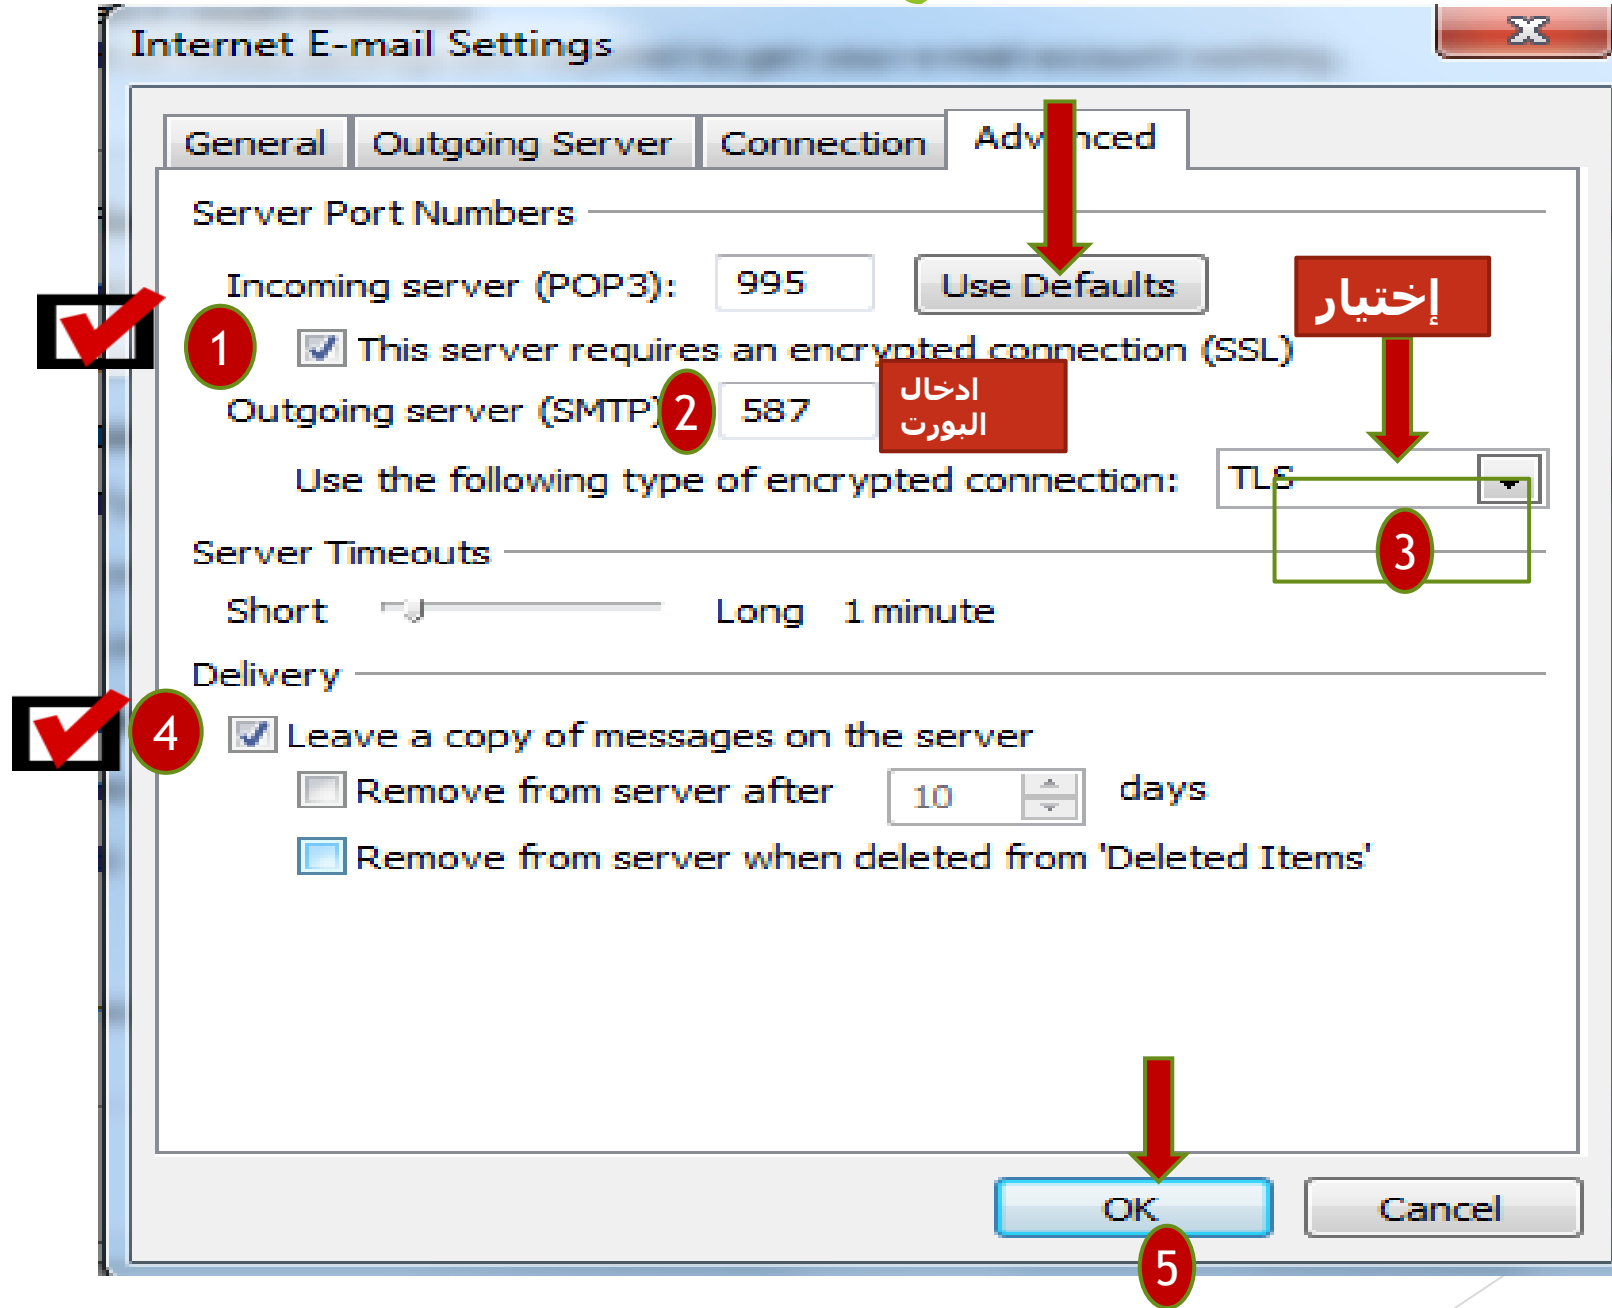 Internet E-mail Settings
General Outgoing Server Connection Adv nced
Server Port Numbers
Incoming server (POP3): 995 Use Defaults
إختيار
1 This server requires an encrypted connection (SSL)
Outgoing server (SMTP) 2 587
ادخال
البورت
Use the following type of encrypted connection: TLS
3
Server Timeouts
Short Long 1 minute
Delivery
4 Leave a copy of messages on the server
Remove from server after 10 days
Remove from server when deleted from 'Deleted Items'
OK Cancel
5